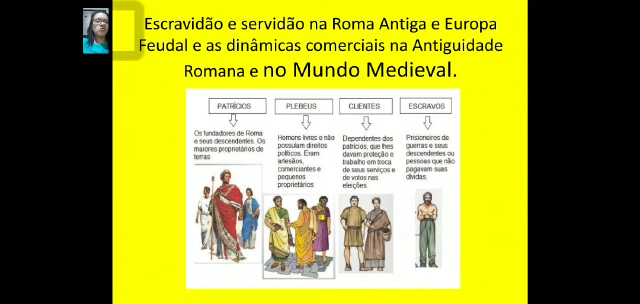 Escravidão e servidão na Roma Antiga e Europa
Feudal e as dinâmicas comerciais na Antiguidade
Romana e no Mundo Medieval.
PATRÍCIOS
Os fundadores de Roma
e seus descendentes. Os
maiores proprietários de
terras
PLEBEUS
Homens livres e não
possuíam direitos
políticos. Eram
artesãos,
comerciantes e
pequenos
proprietários
CLIENTES
Dependentes dos
patrícios, que lhes
davam proteção e
trabalho em troca
de seus serviços e
de votos nas
eleições.
ESCRAVOS
Prisioneiros de
guerras e seus
descendentes ou
pessoas que não
pagavam suas
dívidas.